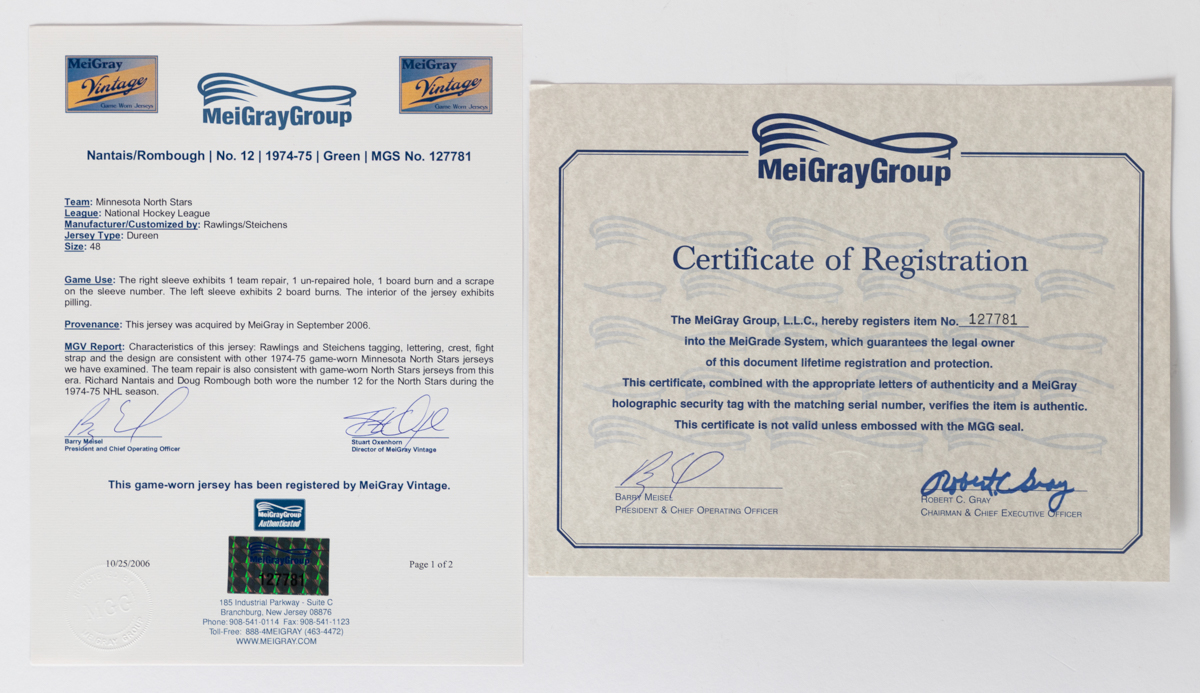 MeiGray
Vintage
Game Worn Jerseys
MeiGrayGroup
MeiGray
Vintage
Game Worn Jerseys
Nantais/Rombough | No. 12 | 1974-75 | Green | MGS No. 127781
Team: Minnesota North Stars
League: National Hockey League
Manufacturer/Customized by: Rawlings/Steichens
Jersey Type: Dureen
Size: 48
Game Use: The right sleeve exhibits 1 team repair, 1 un-repaired hole, 1 board burn and a scrape
on the sleeve number. The left sleeve exhibits 2 board burns. The interior of the jersey exhibits
pilling.
Provenance: This jersey was acquired by MeiGray in September 2006.
MGV Report: Characteristics of this jersey: Rawlings and Steichens tagging, lettering, crest, fight
strap and the design are consistent with other 1974-75 game-worn Minnesota North Stars jerseys
we have examined. The team repair is also consistent with game-worn North Stars jerseys from this
era. Richard Nantais and Doug Rombough both wore the number 12 for the North Stars during the
1974-75 NHL season.
Barry Meisel
President and Chief Operating Officer
Stuart Oxenhorn
Director of MeiGray Vintage
This game-worn jersey has been registered by MeiGray Vintage.
MeiGrayGroup
Authenticated
MeiGrayGroup
127781
10/25/2006
Page 1 of 2
MGG
185 Industrial Parkway - Suite C
Branchburg, New Jersey 08876
Phone: 908-541-0114 Fax: 908-541-1123
Toll-Free: 888-4MEIGRAY (463-4472)
WWW.MEIGRAY.COM
MeiGrayGroup
Certificate of Registration
The MeiGray Group, L.L.C., hereby registers item No. 127781
into the MeiGrade System, which guarantees the legal owner
of this document lifetime registration and protection.
This certificate, combined with the appropriate letters of authenticity and a MeiGray
holographic security tag with the matching serial number, verifies the item is authentic.
This certificate is not valid unless embossed with the MGG seal.
Barry Meisel
President & Chief Operating Officer
Robert C. Gray
Robert C. Gray
Chairman & Chief Executive Officer